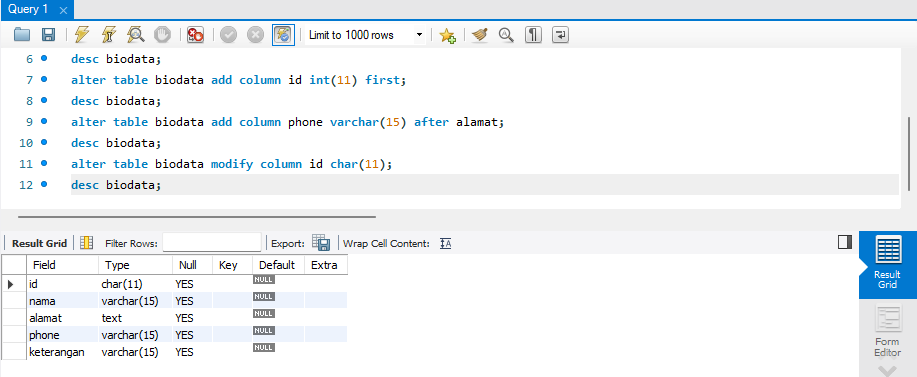 Query 1
Limit to 1000 rows
6 desc biodata;
7 alter table biodata add column id int(11) first;
8 desc biodata;
9 alter table biodata add column phone varchar(15) after alamat;
10 desc biodata;
11 alter table biodata modify column id char(11);
12 desc biodata;
Result Grid Filter Rows: Export: Wrap Cell Content:
Field Type Null Key Default Extra
id char(11) YES NULL
nama varchar(15) YES NULL
alamat text YES NULL
phone varchar(15) YES NULL
keterangan varchar(15) YES NULL
Result
Grid
Form
Editor